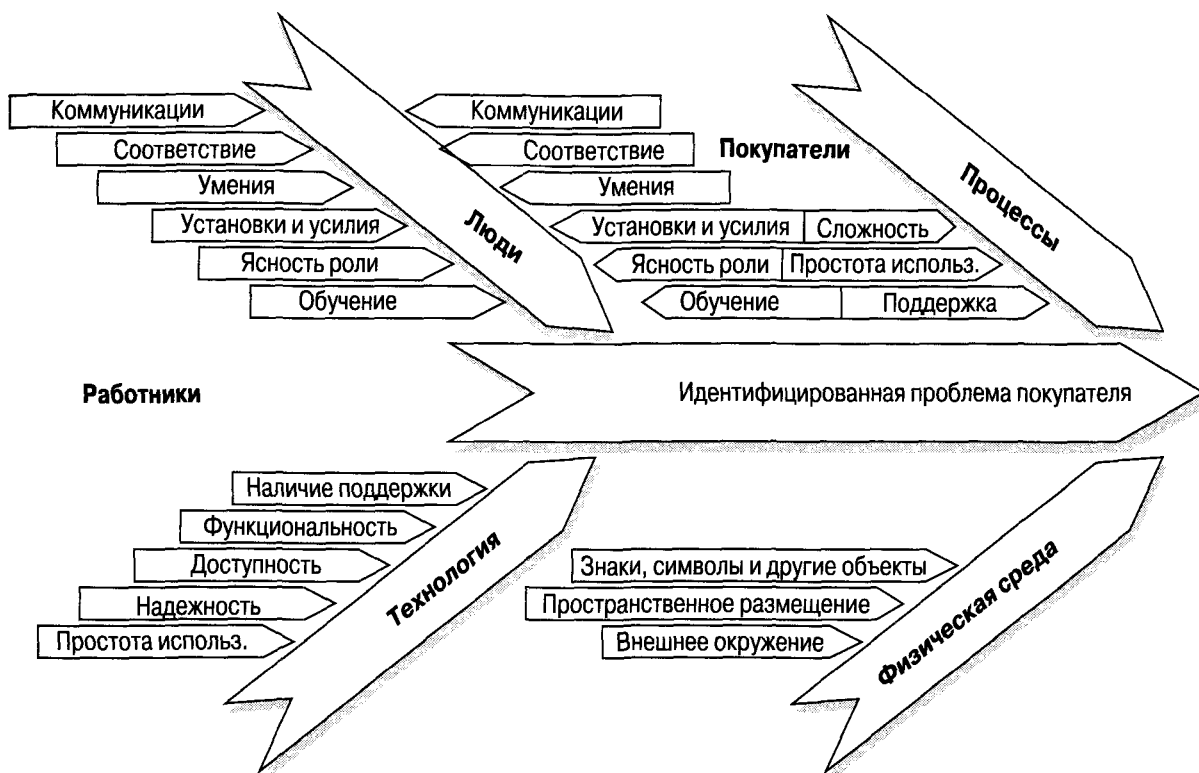 Коммуникации
Коммуникации
Соответствие
Соответствие
Покупатели
Умения
Умения
Процессы
Люди
Установки и усилия
Установки и усилия
Сложность
Ясность роли
Ясность роли
Простота использ.
Обучение
Обучение
Поддержка
Работники
Идентифицированная проблема покупателя
Наличие поддержки
Функциональность
Доступность
Надежность
Простота использ.
Технология
Знаки, символы и другие объекты
Пространственное размещение
Внешнее окружение
Физическая среда